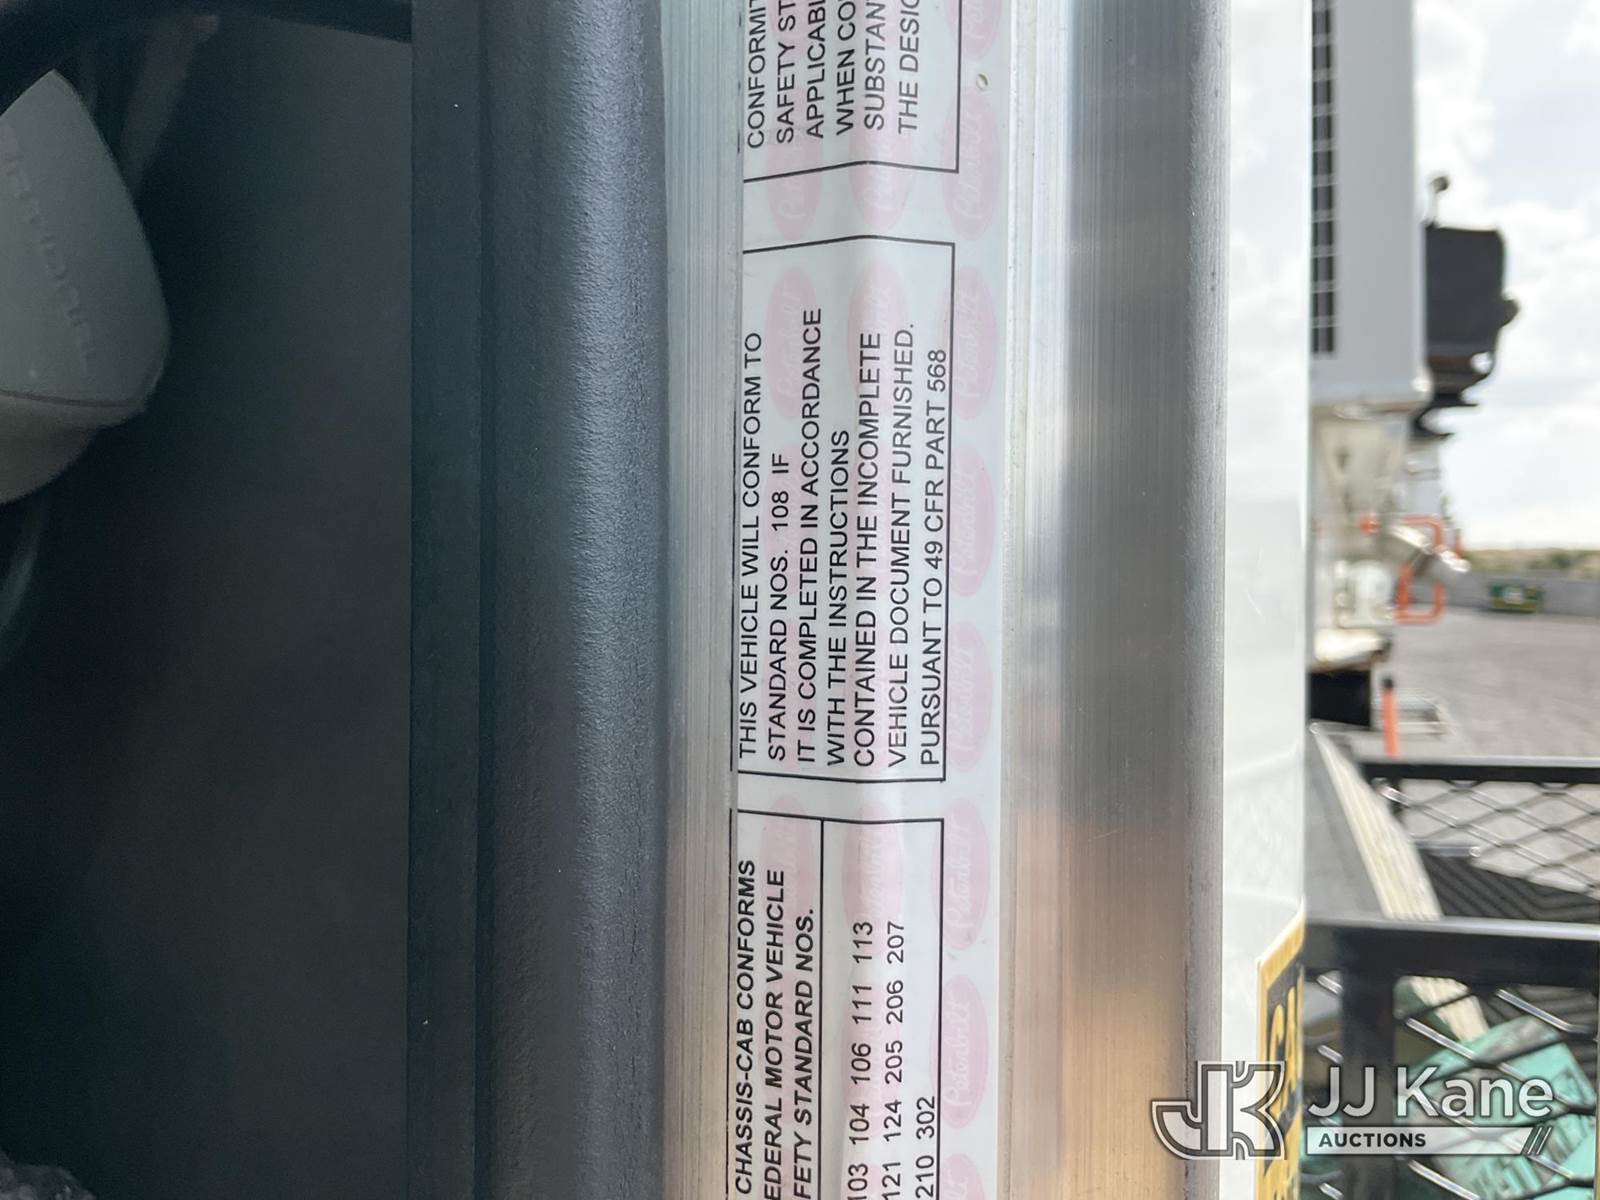 CHASSIS-CAB CONFORMS
EDERAL MOTOR VEHICLE
FETY STANDARD NOS.
103 104 106 111 113
121 124 205 206 207
210 302
THIS VEHICLE WILL CONFORM TO
STANDARD NOS. 108 IF
IT IS COMPLETED IN ACCORDANCE
WITH THE INSTRUCTIONS
CONTAINED IN THE INCOMPLETE
VEHICLE DOCUMENT FURNISHED.
PURSUANT TO 49 CFR PART 568
CONFORMIT
SAFETY ST
APPLICABL
WHEN CO
SUBSTAN
THE DESIG
Peterbilt
JJ Kane
AUCTIONS